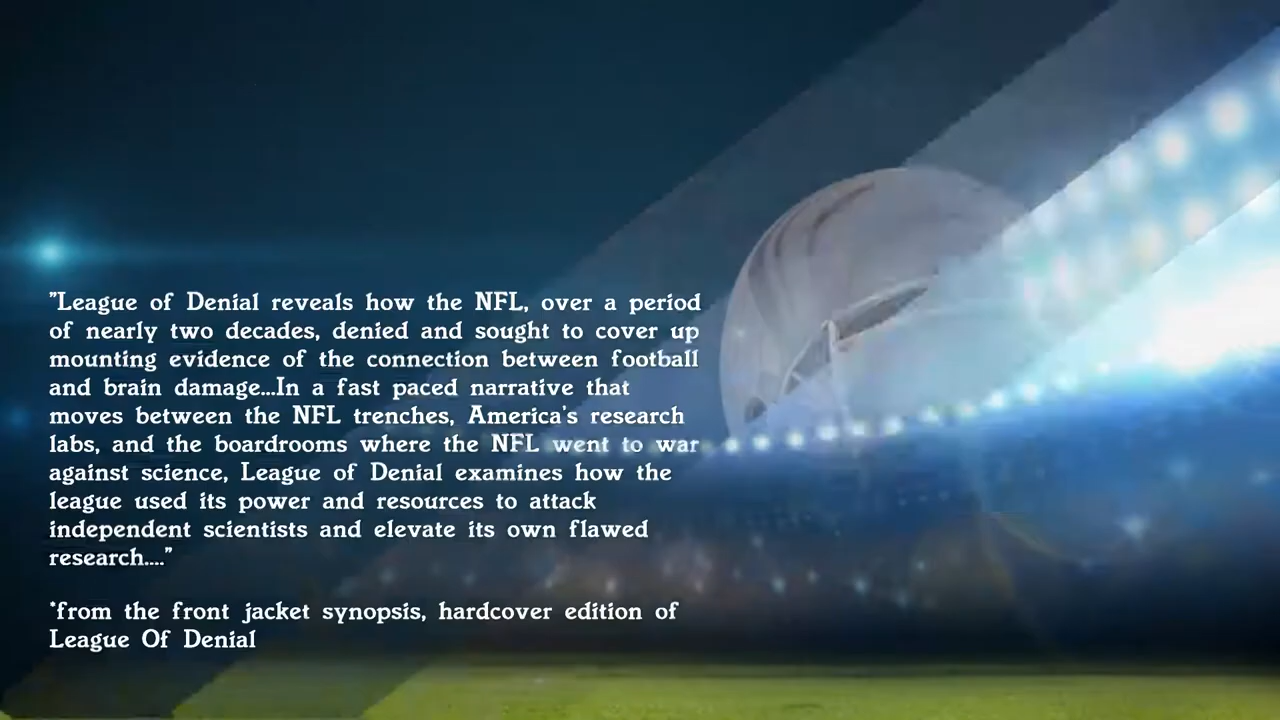 "League of Denial reveals how the NFL, over a period
of nearly two decades, denied and sought to cover up
mounting evidence of the connection between football
and brain damage...In a fast paced narrative that
moves between the NFL trenches, America's research
labs, and the boardrooms where the NFL went to war
against science, League of Denial examines how the
league used its power and resources to attack
independent scientists and elevate its own flawed
research...."
*from the front jacket synopsis, hardcover edition of
League Of Denial